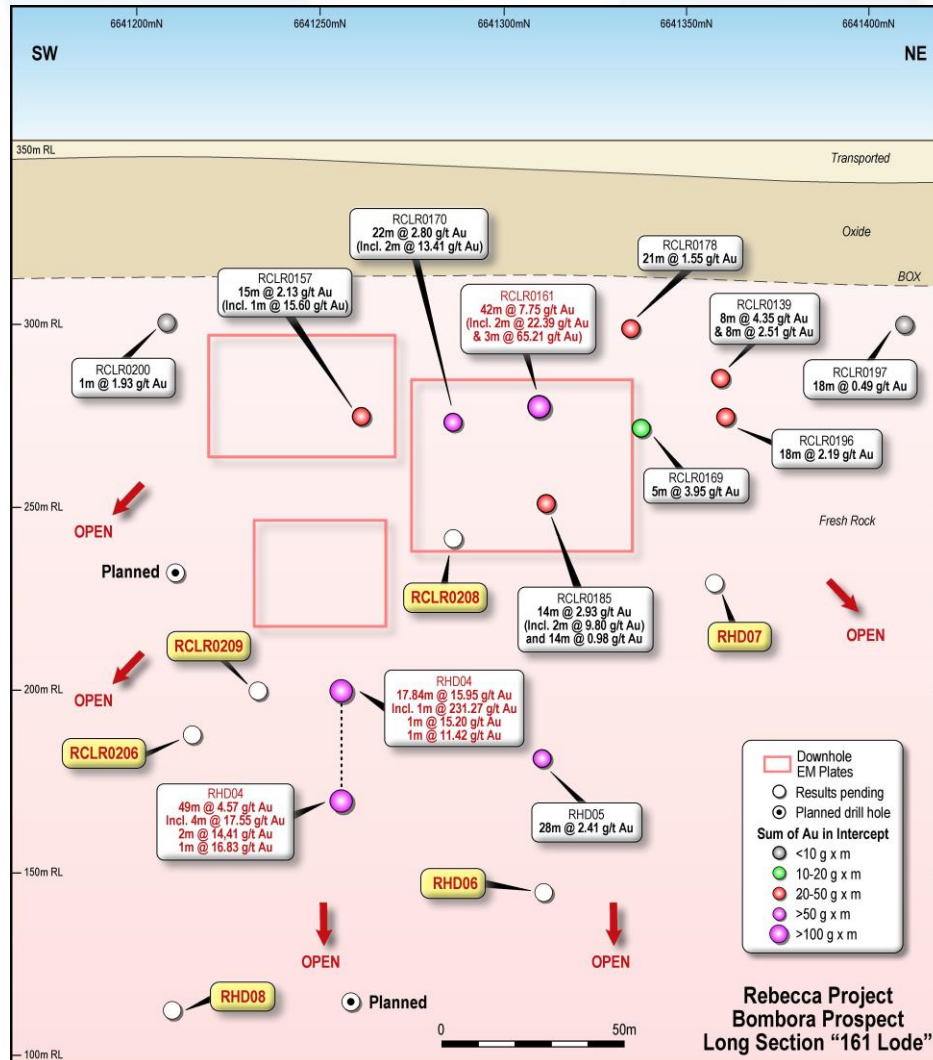 6641200mN
6641250mN
6641300mN
6641350mN
6641400mN
SW
NE
350m RL
Transported
Oxide
BOX
RCLR0170
22m @ 2.80 g/t Au
(Incl. 2m @ 13.41 g/t Au)
RCLR0178
21m @ 1.55 g/t Au
RCLR0157
15m @ 2.13 g/t Au
(Incl. 1m @ 15.60 g/t Au)
RCLR0161
42m @ 7.75 g/t Au
(Incl. 2m @ 22.39 g/t Au
& 3m @ 65.21 g/t Au)
RCLR0139
8m @ 4.35 g/t Au
& 8m @ 2.51 g/t Au
300m RL
RCLR0200
1m @ 1.93 g/t Au
RCLR0197
18m @ 0.49 g/t Au
RCLR0196
18m @ 2.19 g/t Au
RCLR0169
5m @ 3.95 g/t Au
250m RL
Fresh Rock
OPEN
Planned
RCLR0208
RCLR0185
14m @ 2.93 g/t Au
(Incl. 2m @ 9.80 g/t Au)
and 14m @ 0.98 g/t Au
RHD07
OPEN
RCLR0209
200m RL
OPEN
RHD04
17.84m @ 15.95 g/t Au
Incl. 1m @ 231.27 g/t Au
1m @ 15.20 g/t Au
1m @ 11.42 g/t Au
RCLR0206
RHD04
49m @ 4.57 g/t Au
Incl. 4m @ 17.55 g/t Au
2m @ 14,41 g/t Au
1m @ 16.83 g/t Au
RHD05
28m @ 2.41 g/t Au
150m RL
RHD06
OPEN
OPEN
RHD08
Planned
100m RL
0
50m
Downhole
EM Plates
Results pending
Planned drill hole
Sum of Au in Intercept
<10 g x m
10-20 g x m
20-50 g x m
>50 g x m
>100 g x m
Rebecca Project
Bombora Prospect
Long Section "161 Lode"